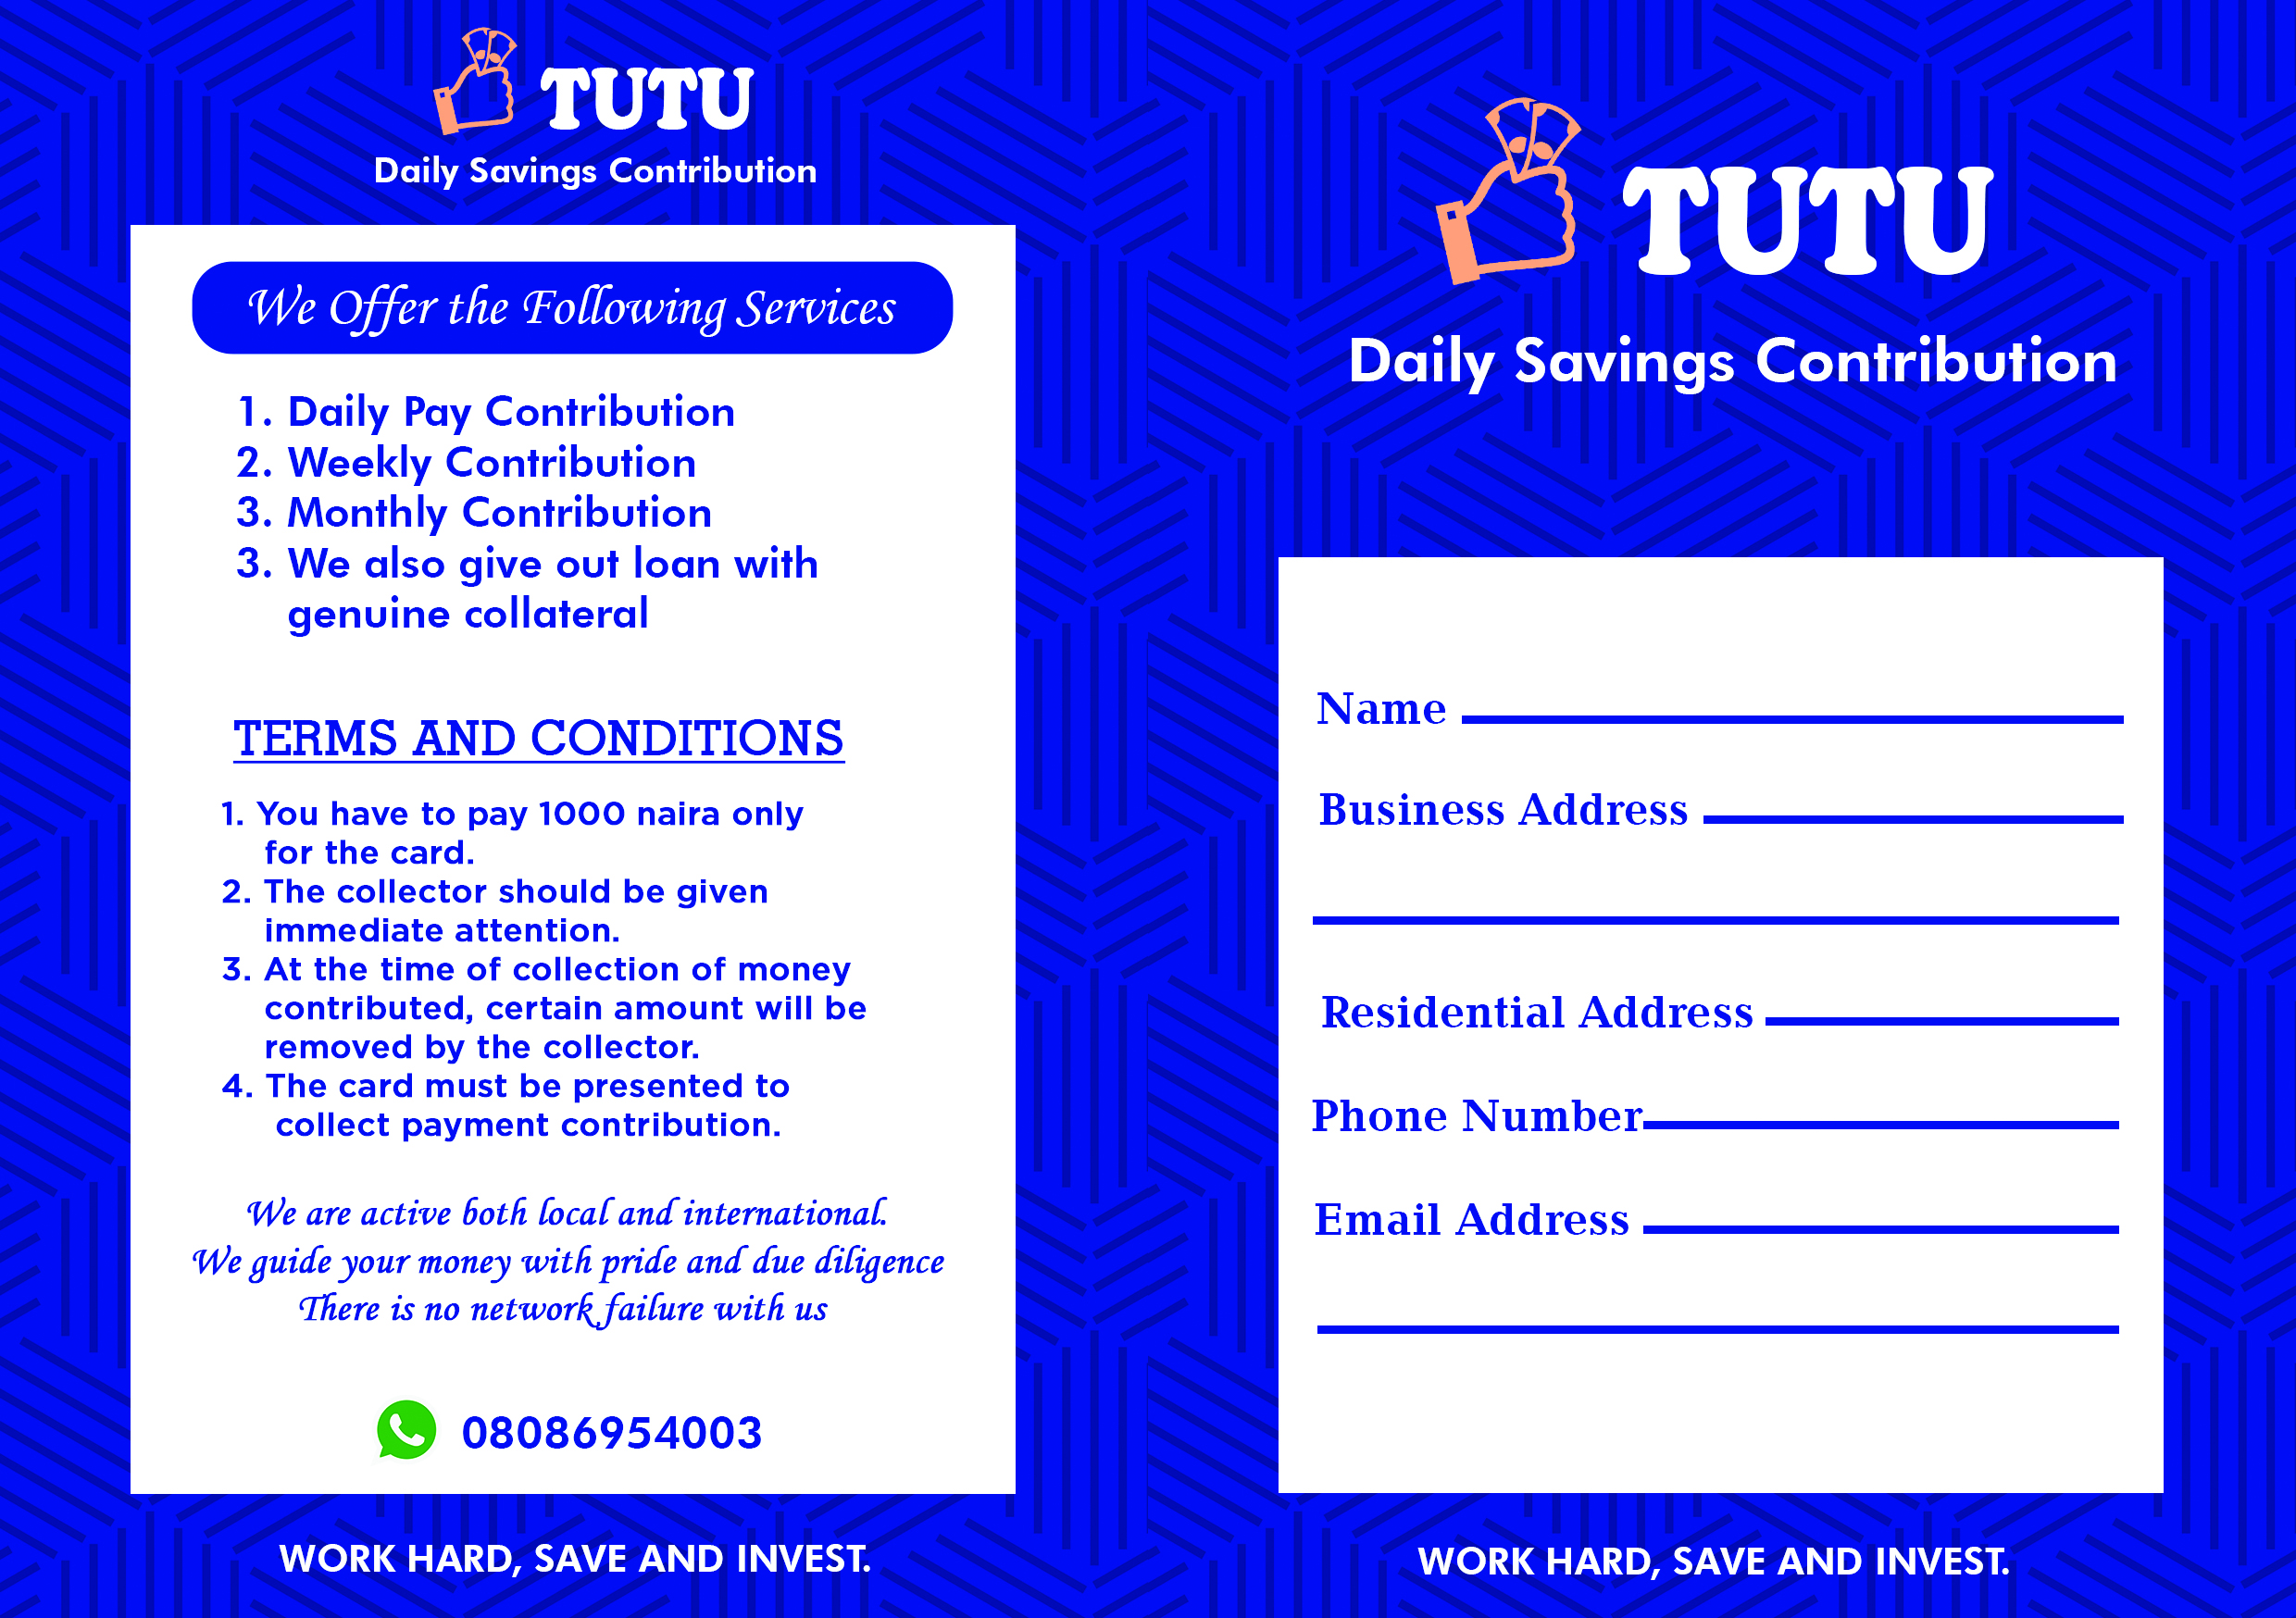 TUTU
Daily Savings Contribution
We Offer the Following Services
1. Daily Pay Contribution
2. Weekly Contribution
3. Monthly Contribution
3. We also give out loan with
genuine collateral
TERMS AND CONDITIONS
1. You have to pay 1000 naira only
for the card.
2. The collector should be given
immediate attention.
3. At the time of collection of money
contributed, certain amount will be
removed by the collector.
4. The card must be presented to
collect payment contribution.
We are active both local and international.
We guide your money with pride and due diligence
There is no network failure with us
08086954003
WORK HARD, SAVE AND INVEST.
TUTU
Daily Savings Contribution
Name
Business Address
Residential Address
Phone Number
Email Address
WORK HARD, SAVE AND INVEST.